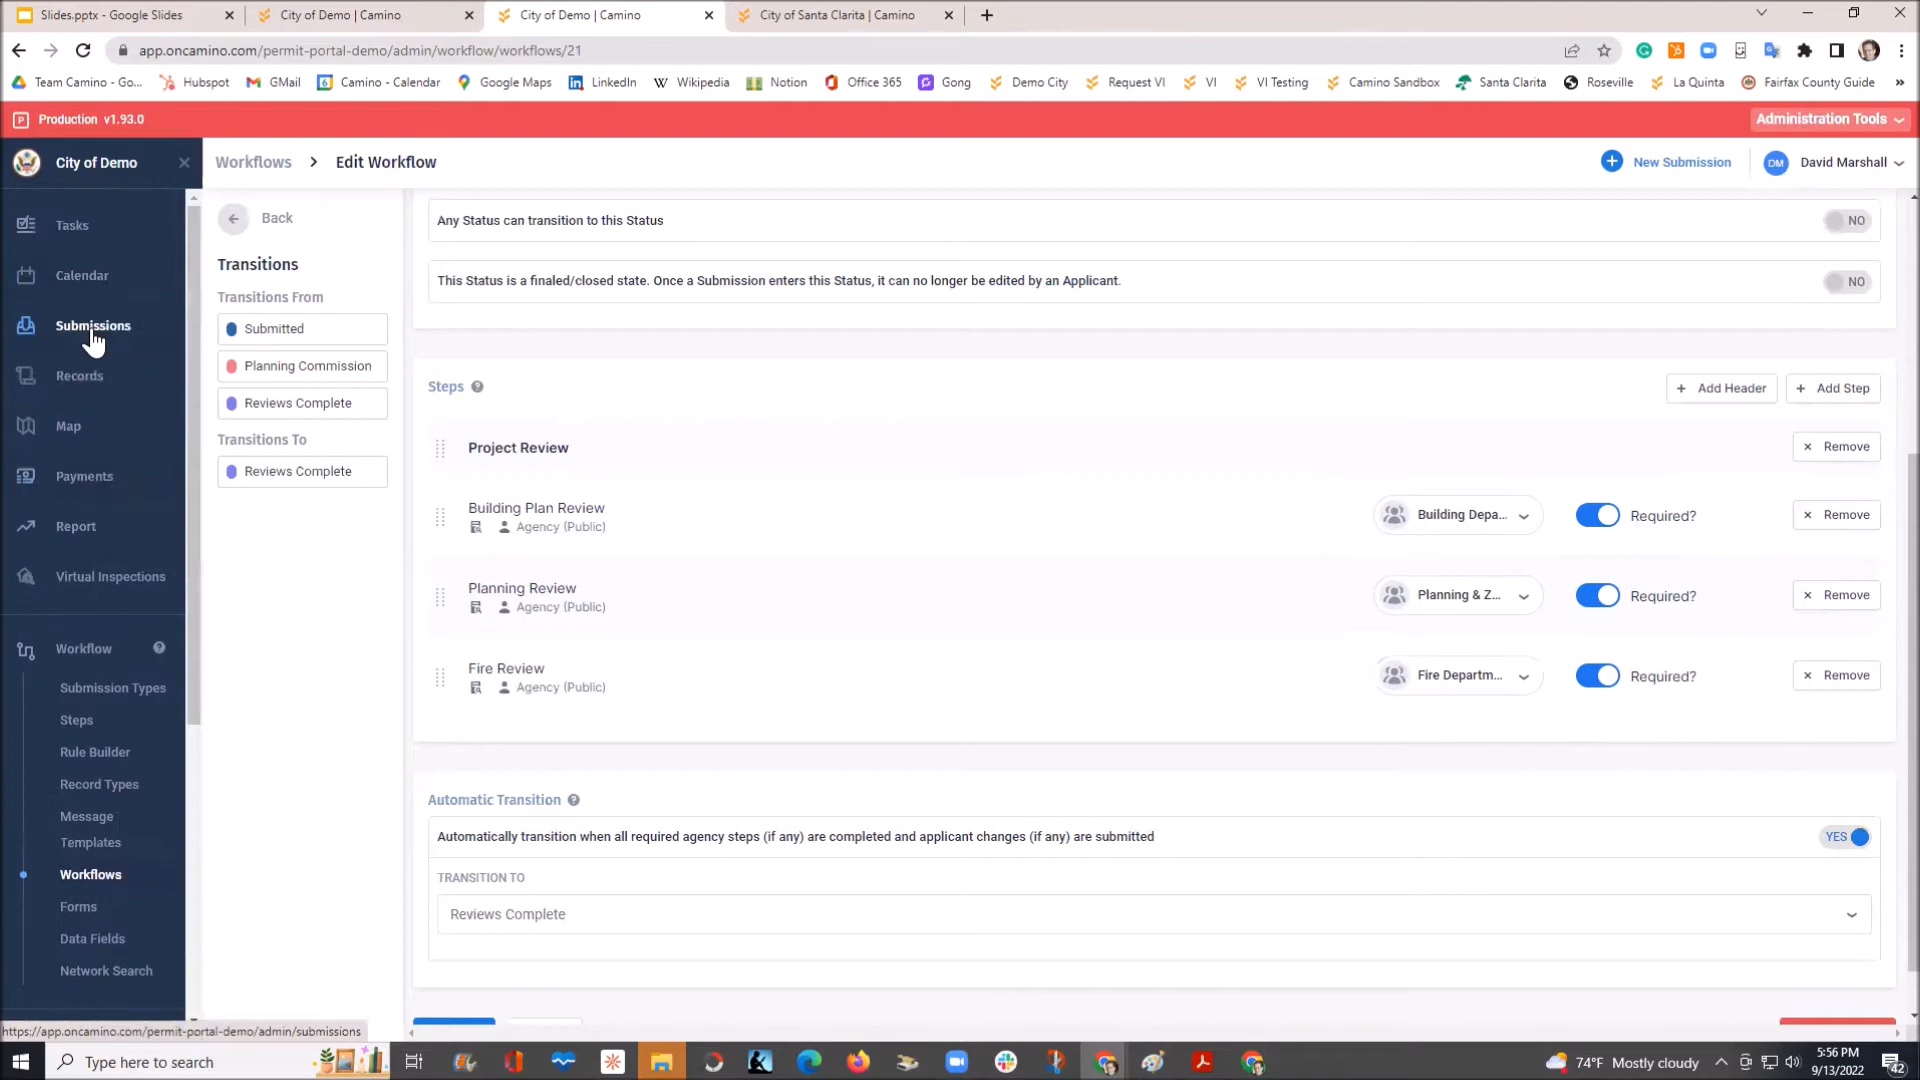 Slides.pptx - Google Slides
City of Demo | Camino
City of Demo | Camino
City of Santa Clarita | Camino
app.oncamino.com/permit-portal-demo/admin/workflow/workflows/21
Team Camino - Go...
Hubspot
GMail
Camino - Calendar
Google Maps
LinkedIn
Wikipedia
Notion
Office 365
Gong
Demo City
Request VI
VI
VI Testing
Camino Sandbox
Santa Clarita
Roseville
La Quinta
Fairfax County Guide
»
P Production v1.93.0
Administration Tools
City of Demo
Workflows > Edit Workflow
New Submission
DM David Marshall
Tasks
Calendar
Submissions
Records
Map
Payments
Report
Virtual Inspections
Workflow
Submission Types
Steps
Rule Builder
Record Types
Message
Templates
Workflows
Forms
Data Fields
Network Search
https://app.oncamino.com/permit-portal-demo/admin/submissions
Back
Transitions
Transitions From
Submitted
Planning Commission
Reviews Complete
Transitions To
Reviews Complete
Any Status can transition to this Status
NO
This Status is a finaled/closed state. Once a Submission enters this Status, it can no longer be edited by an Applicant.
NO
Steps
+ Add Header
+ Add Step
Project Review
× Remove
Building Plan Review
Agency (Public)
Building Depa...
Required?
× Remove
Planning Review
Agency (Public)
Planning & Z...
Required?
× Remove
Fire Review
Agency (Public)
Fire Departm...
Required?
× Remove
Automatic Transition
Automatically transition when all required agency steps (if any) are completed and applicant changes (if any) are submitted
YES
TRANSITION TO
Reviews Complete
Type here to search
74°F Mostly cloudy
5:56 PM
9/13/2022
42